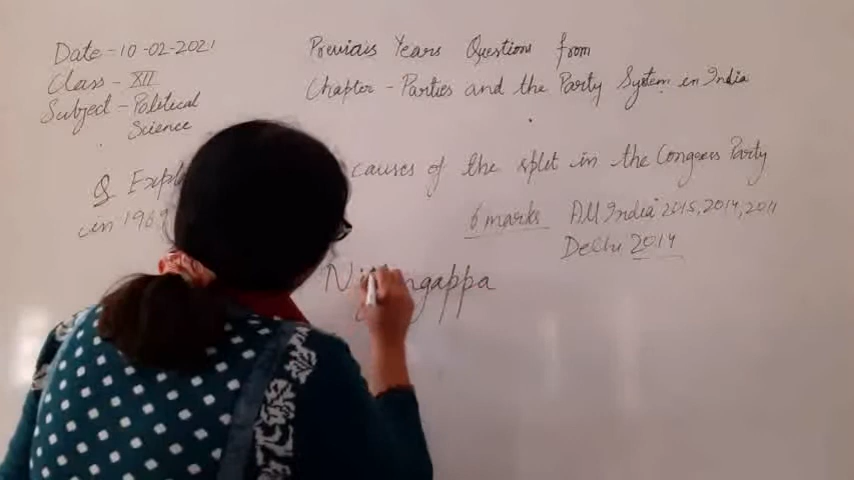 Date - 10-02-2021
Class - XII
Subject - Political
Science
Previous Years Question from
Chapter - Parties and the Party System in India
Q Expl causes of the split in the Congress Party
in 1969
6 marks All India 2015, 2014, 2011
Delhi 2014